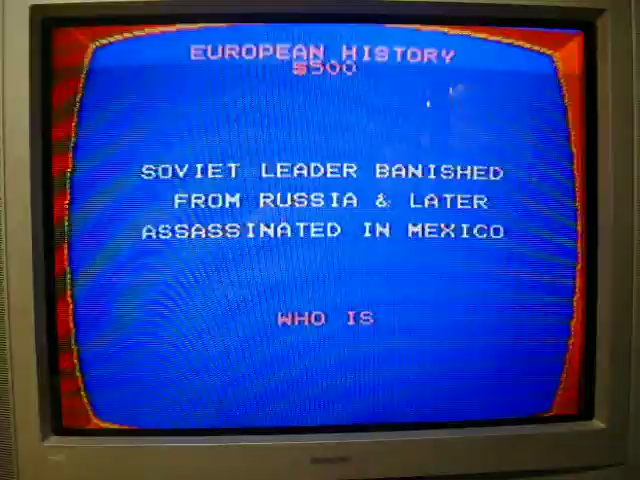 EUROPEAN HISTORY
$500
SOVIET LEADER BANISHED
FROM RUSSIA & LATER
ASSASSINATED IN MEXICO
WHO IS